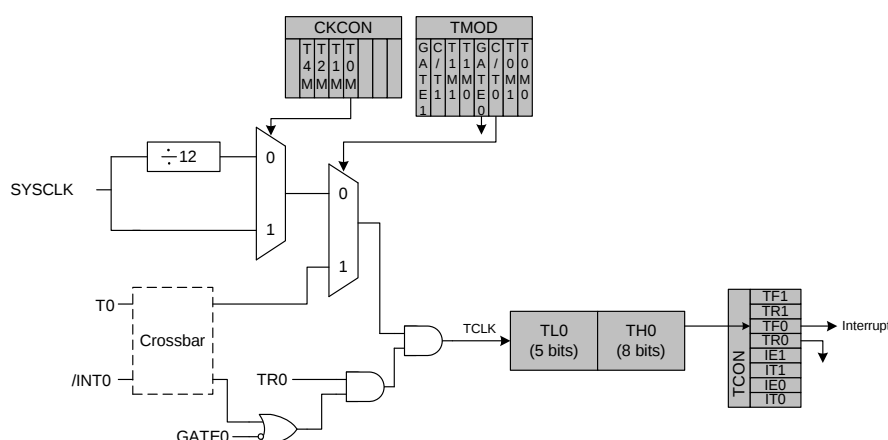 CKCON
TMOD
T4M
T2M
T1M
T0M
GATE1
C/T1
T1M1
T1M0
GATE0
C/T0
T0M1
T0M0
÷12
0
SYSCLK
0
1
1
T0
Crossbar
/INT0
TR0
GATE0
TCLK
TL0
(5 bits)
TH0
(8 bits)
TCON
TF1
TR1
TF0
TR0
IE1
IT1
IE0
IT0
Interrupt